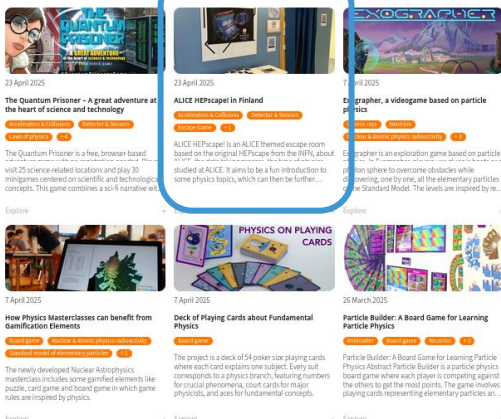 THE QUANTUM PRISONER
A GREAT ADVENTURE
EXOGRAPHER
23 April 2025
The Quantum Prisoner – A great adventure at
the heart of science and technology
Accelerators & Collisions
Detector & Sensors
Laws of physics
+ 4
The Quantum Prisoner is a free, browser-based
visit 25 science-related locations and play 30
minigames centered on scientific and technological
concepts. This game combines a sci-fi narrative wit...
Explore
23 April 2025
ALICE HEPscape! in Finland
Accelerators & Collisions
Detector & Sensors
Escape Game
+ 1
ALICE HEPscape! is an ALICE themed escape room
based on the original HEPscape from the INFN, about
studied at ALICE. It aims to be a fun introduction to
some physics topics, which can then be further...
April 2025
Exographer, a videogame based on particle
physics
Cosmic rays
Neutrino
Nuclear & Atomic physics radioactivity
+ 3
Exographer is an exploration game based on particle
photon sphere to overcome obstacles while
discovering, one by one, all the elementary particles
of the Standard Model. The levels are inspired by re...
Explore
PHYSICS ON PLAYING
CARDS
7 April 2025
How Physics Masterclasses can benefit from
Gamification Elements
Board game
Nuclear & Atomic physics radioactivity
Standard model of elementary particles
+ 1
The newly developed Nuclear Astrophysics
masterclass includes some gamified elements like
puzzle, card game and board game in which game
rules are inspired by physics.
7 April 2025
Deck of Playing Cards about Fundamental
Physics
Board game
The project is a deck of 54 poker size playing cards
where each card explains one subject. Every suit
corresponds to a physics branch, featuring numbers
for crucial phenomena, court cards for major
physicists, and aces for fundamental concepts.
26 March 2025
Particle Builder: A Board Game for Learning
Particle Physics
Antimatter
Board game
Neutrino
+ 1
Particle Builder: A Board Game for Learning Particle
Physics Abstract Particle Builder is a particle physics
board game where each player is competing against
the others to get the most points. The game involves
playing cards representing elementary particles an...